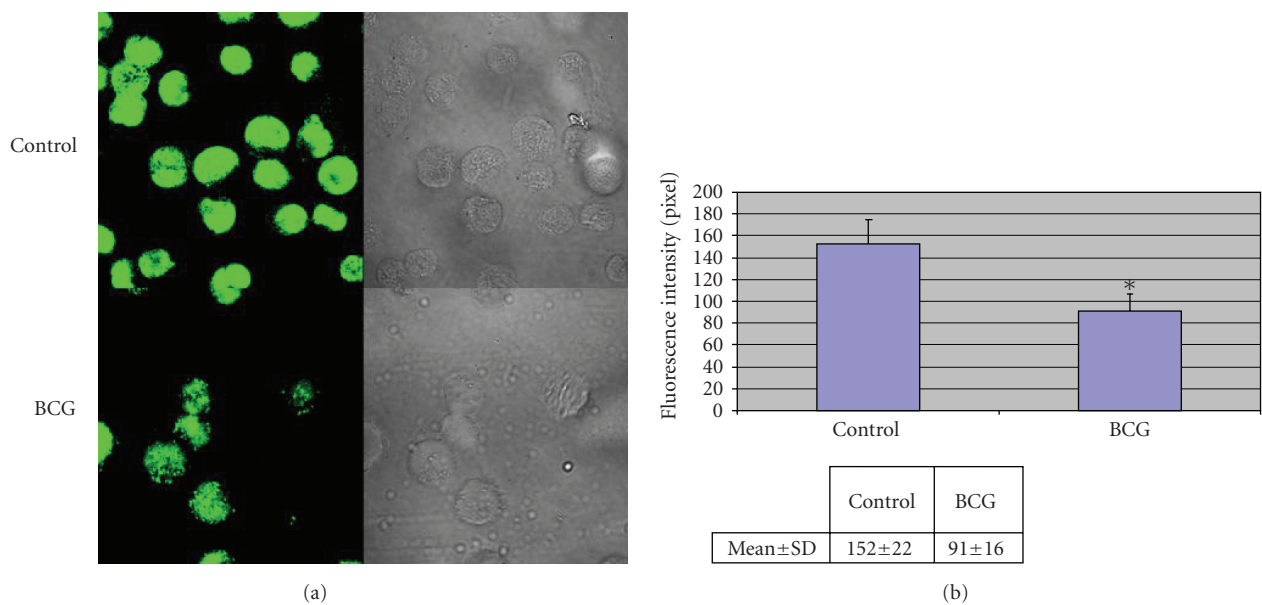 Control
BCG
(a)
Fluorescence intensity (pixel)
200
180
160
140
120
100
80
60
40
20
0
*
Control BCG
Control BCG
Mean±SD 152±22 91±16
(b)